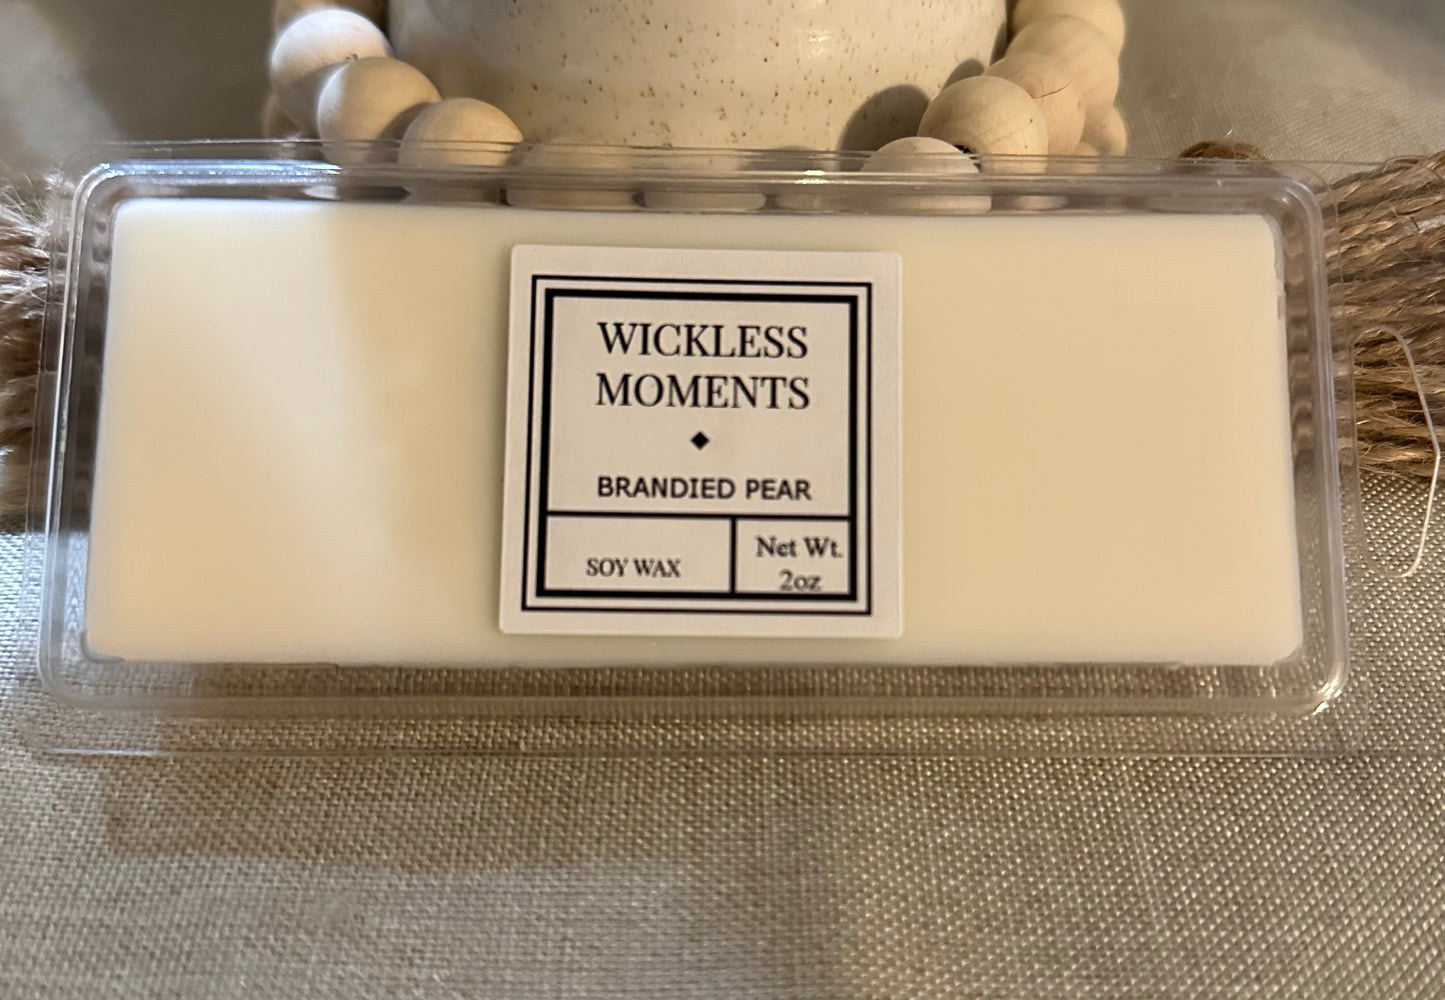 WICKLESS
MOMENTS
BRANDIED PEAR
SOY WAX
Net Wt.
2oz